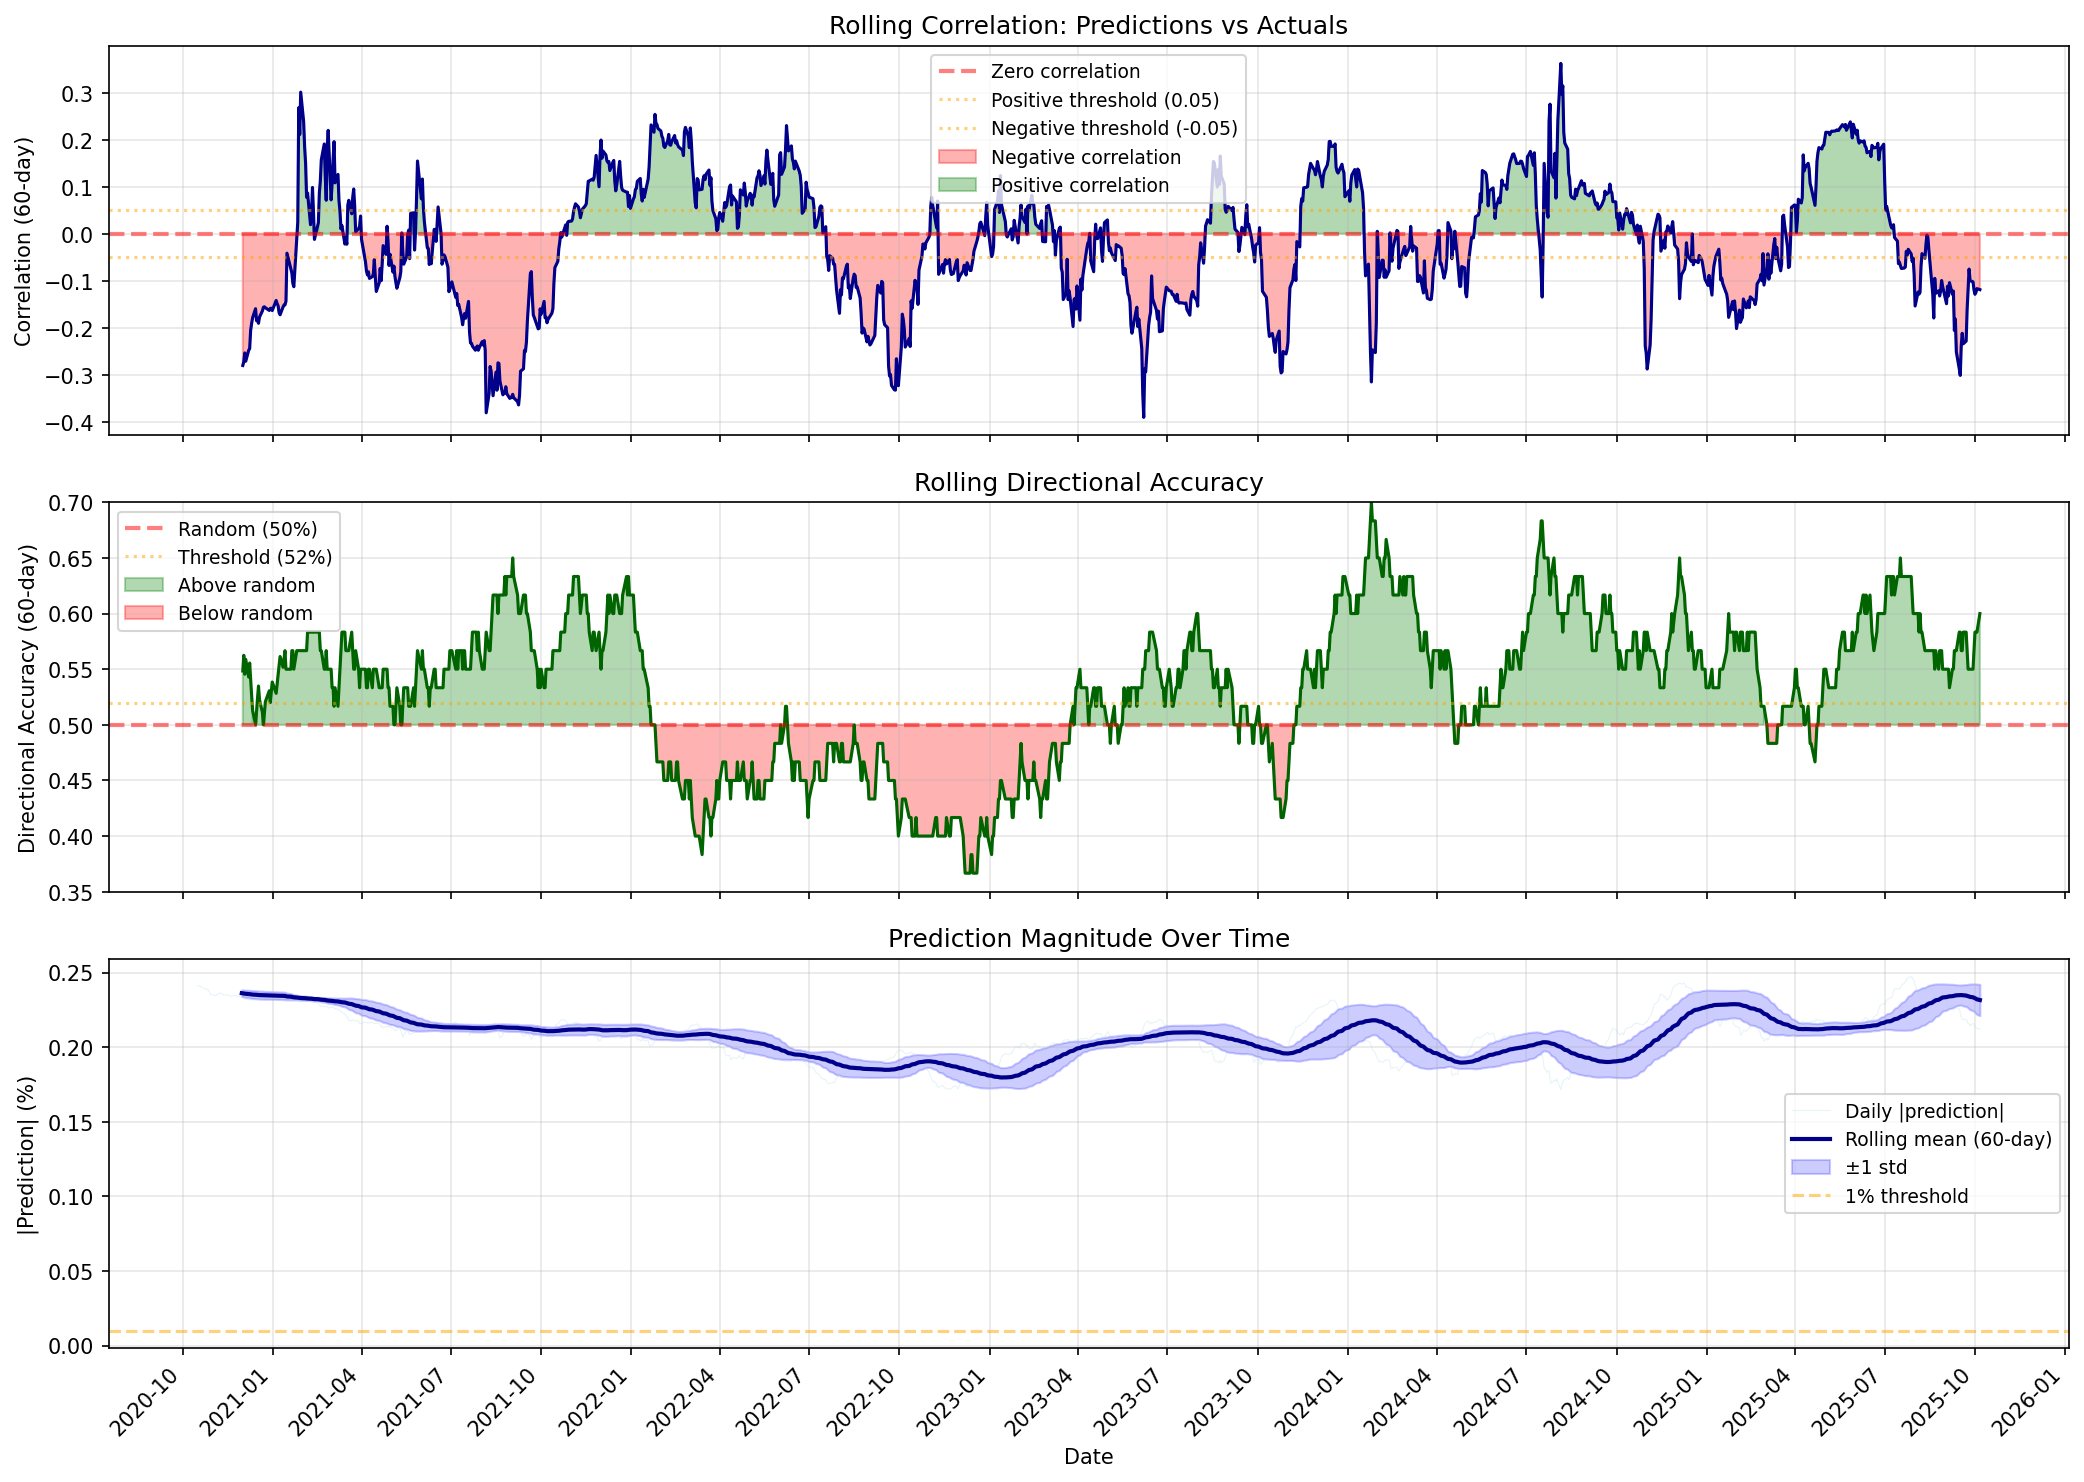 Rolling Correlation: Predictions vs Actuals
Correlation (60-day)
0.3
0.2
0.1
0.0
−0.1
−0.2
−0.3
−0.4
Zero correlation
Positive threshold (0.05)
Negative threshold (-0.05)
Negative correlation
Positive correlation
Rolling Directional Accuracy
Directional Accuracy (60-day)
0.70
0.65
0.60
0.55
0.50
0.45
0.40
0.35
Random (50%)
Threshold (52%)
Above random
Below random
Prediction Magnitude Over Time
|Prediction| (%)
0.25
0.20
0.15
0.10
0.05
0.00
Daily |prediction|
Rolling mean (60-day)
±1 std
1% threshold
2020-10
2021-01
2021-04
2021-07
2021-10
2022-01
2022-04
2022-07
2022-10
2023-01
2023-04
2023-07
2023-10
2024-01
2024-04
2024-07
2024-10
2025-01
2025-04
2025-07
2025-10
2026-01
Date